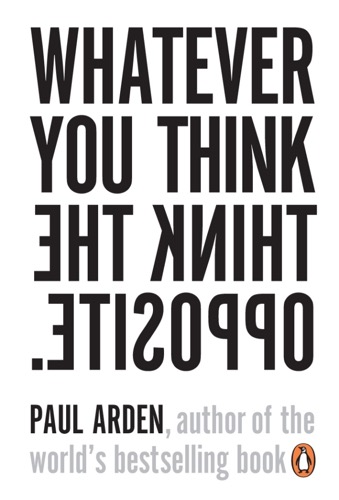 WHATEVER
YOU THINK
THINK THE
OPPOSITE.
PAUL ARDEN, author of the
world's bestselling book